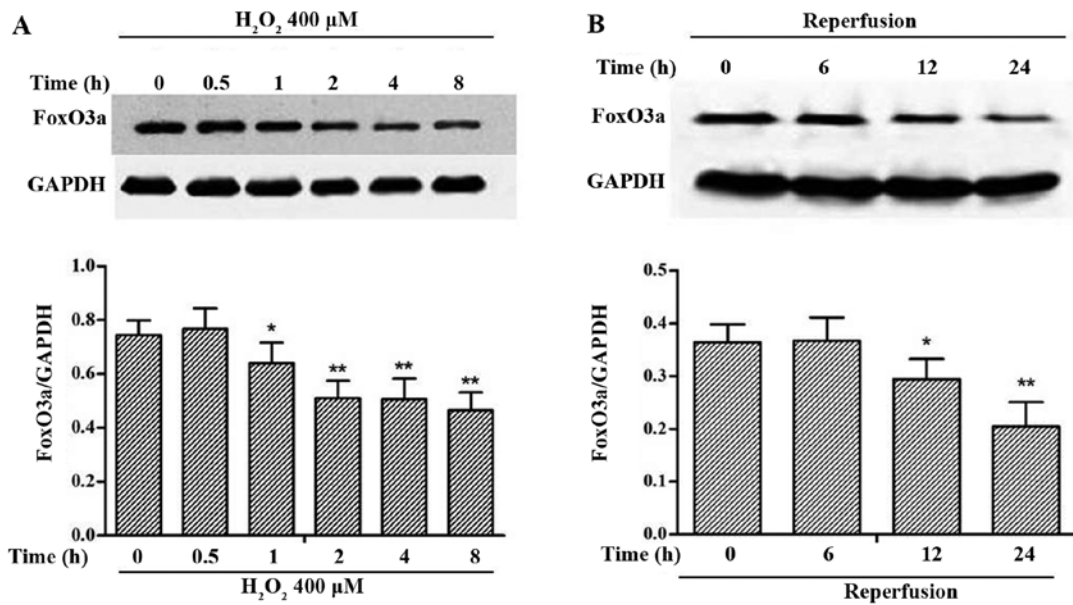 A
H₂O₂ 400 μM
Time (h) 0 0.5 1 2 4 8
FoxO3a
GAPDH
FoxO3a/GAPDH
1.0
0.8
0.6
0.4
0.2
0.0
*
**
**
**
Time (h) 0 0.5 1 2 4 8
H₂O₂ 400 μM
B
Reperfusion
Time (h) 0 6 12 24
FoxO3a
GAPDH
FoxO3a/GAPDH
0.5
0.4
0.3
0.2
0.1
0.0
*
**
Time (h) 0 6 12 24
Reperfusion